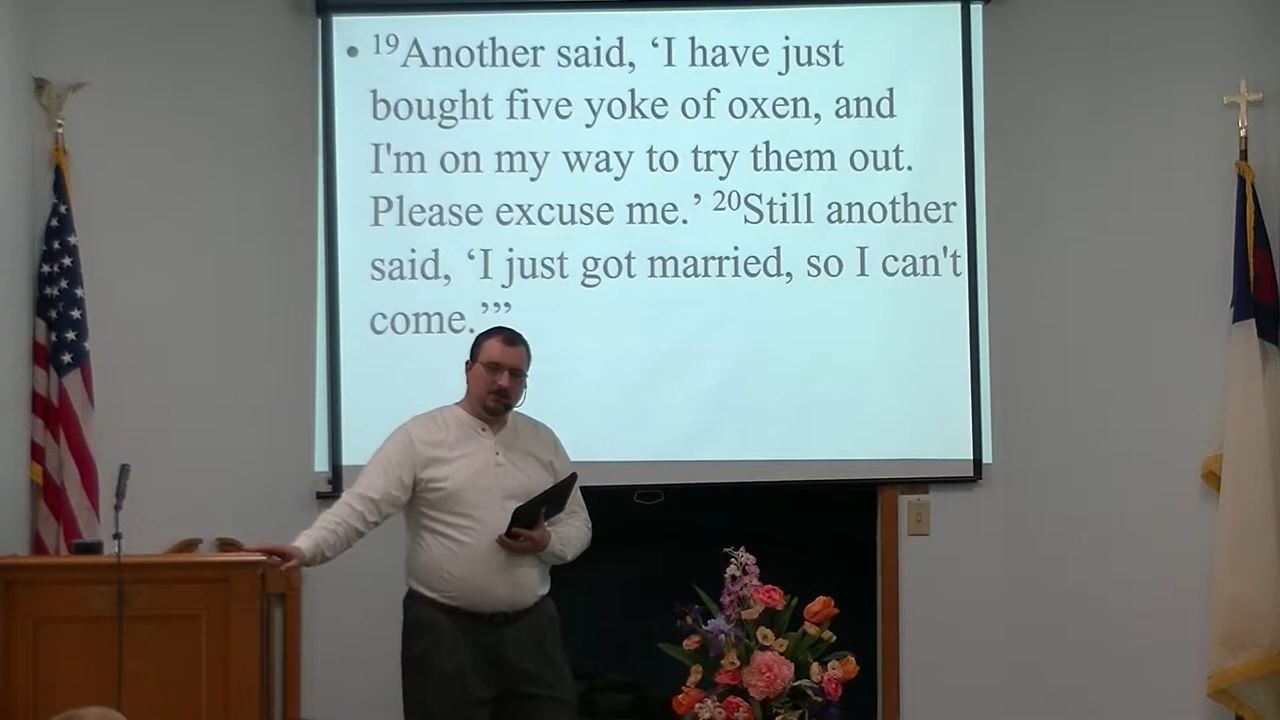 • ¹⁹Another said, ‘I have just
bought five yoke of oxen, and
I'm on my way to try them out.
Please excuse me.’ ²⁰Still another
said, ‘I just got married, so I can't
come.’”